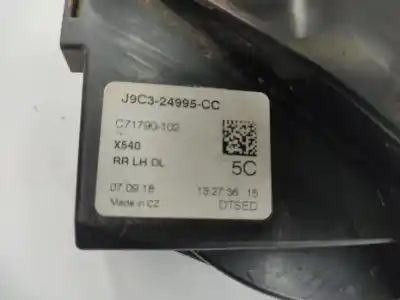 J9C3-24995-CC
C71790-102
X540
RR LH DL 5C
07 09 18 13:27:56 15
Made in CZ DTSED